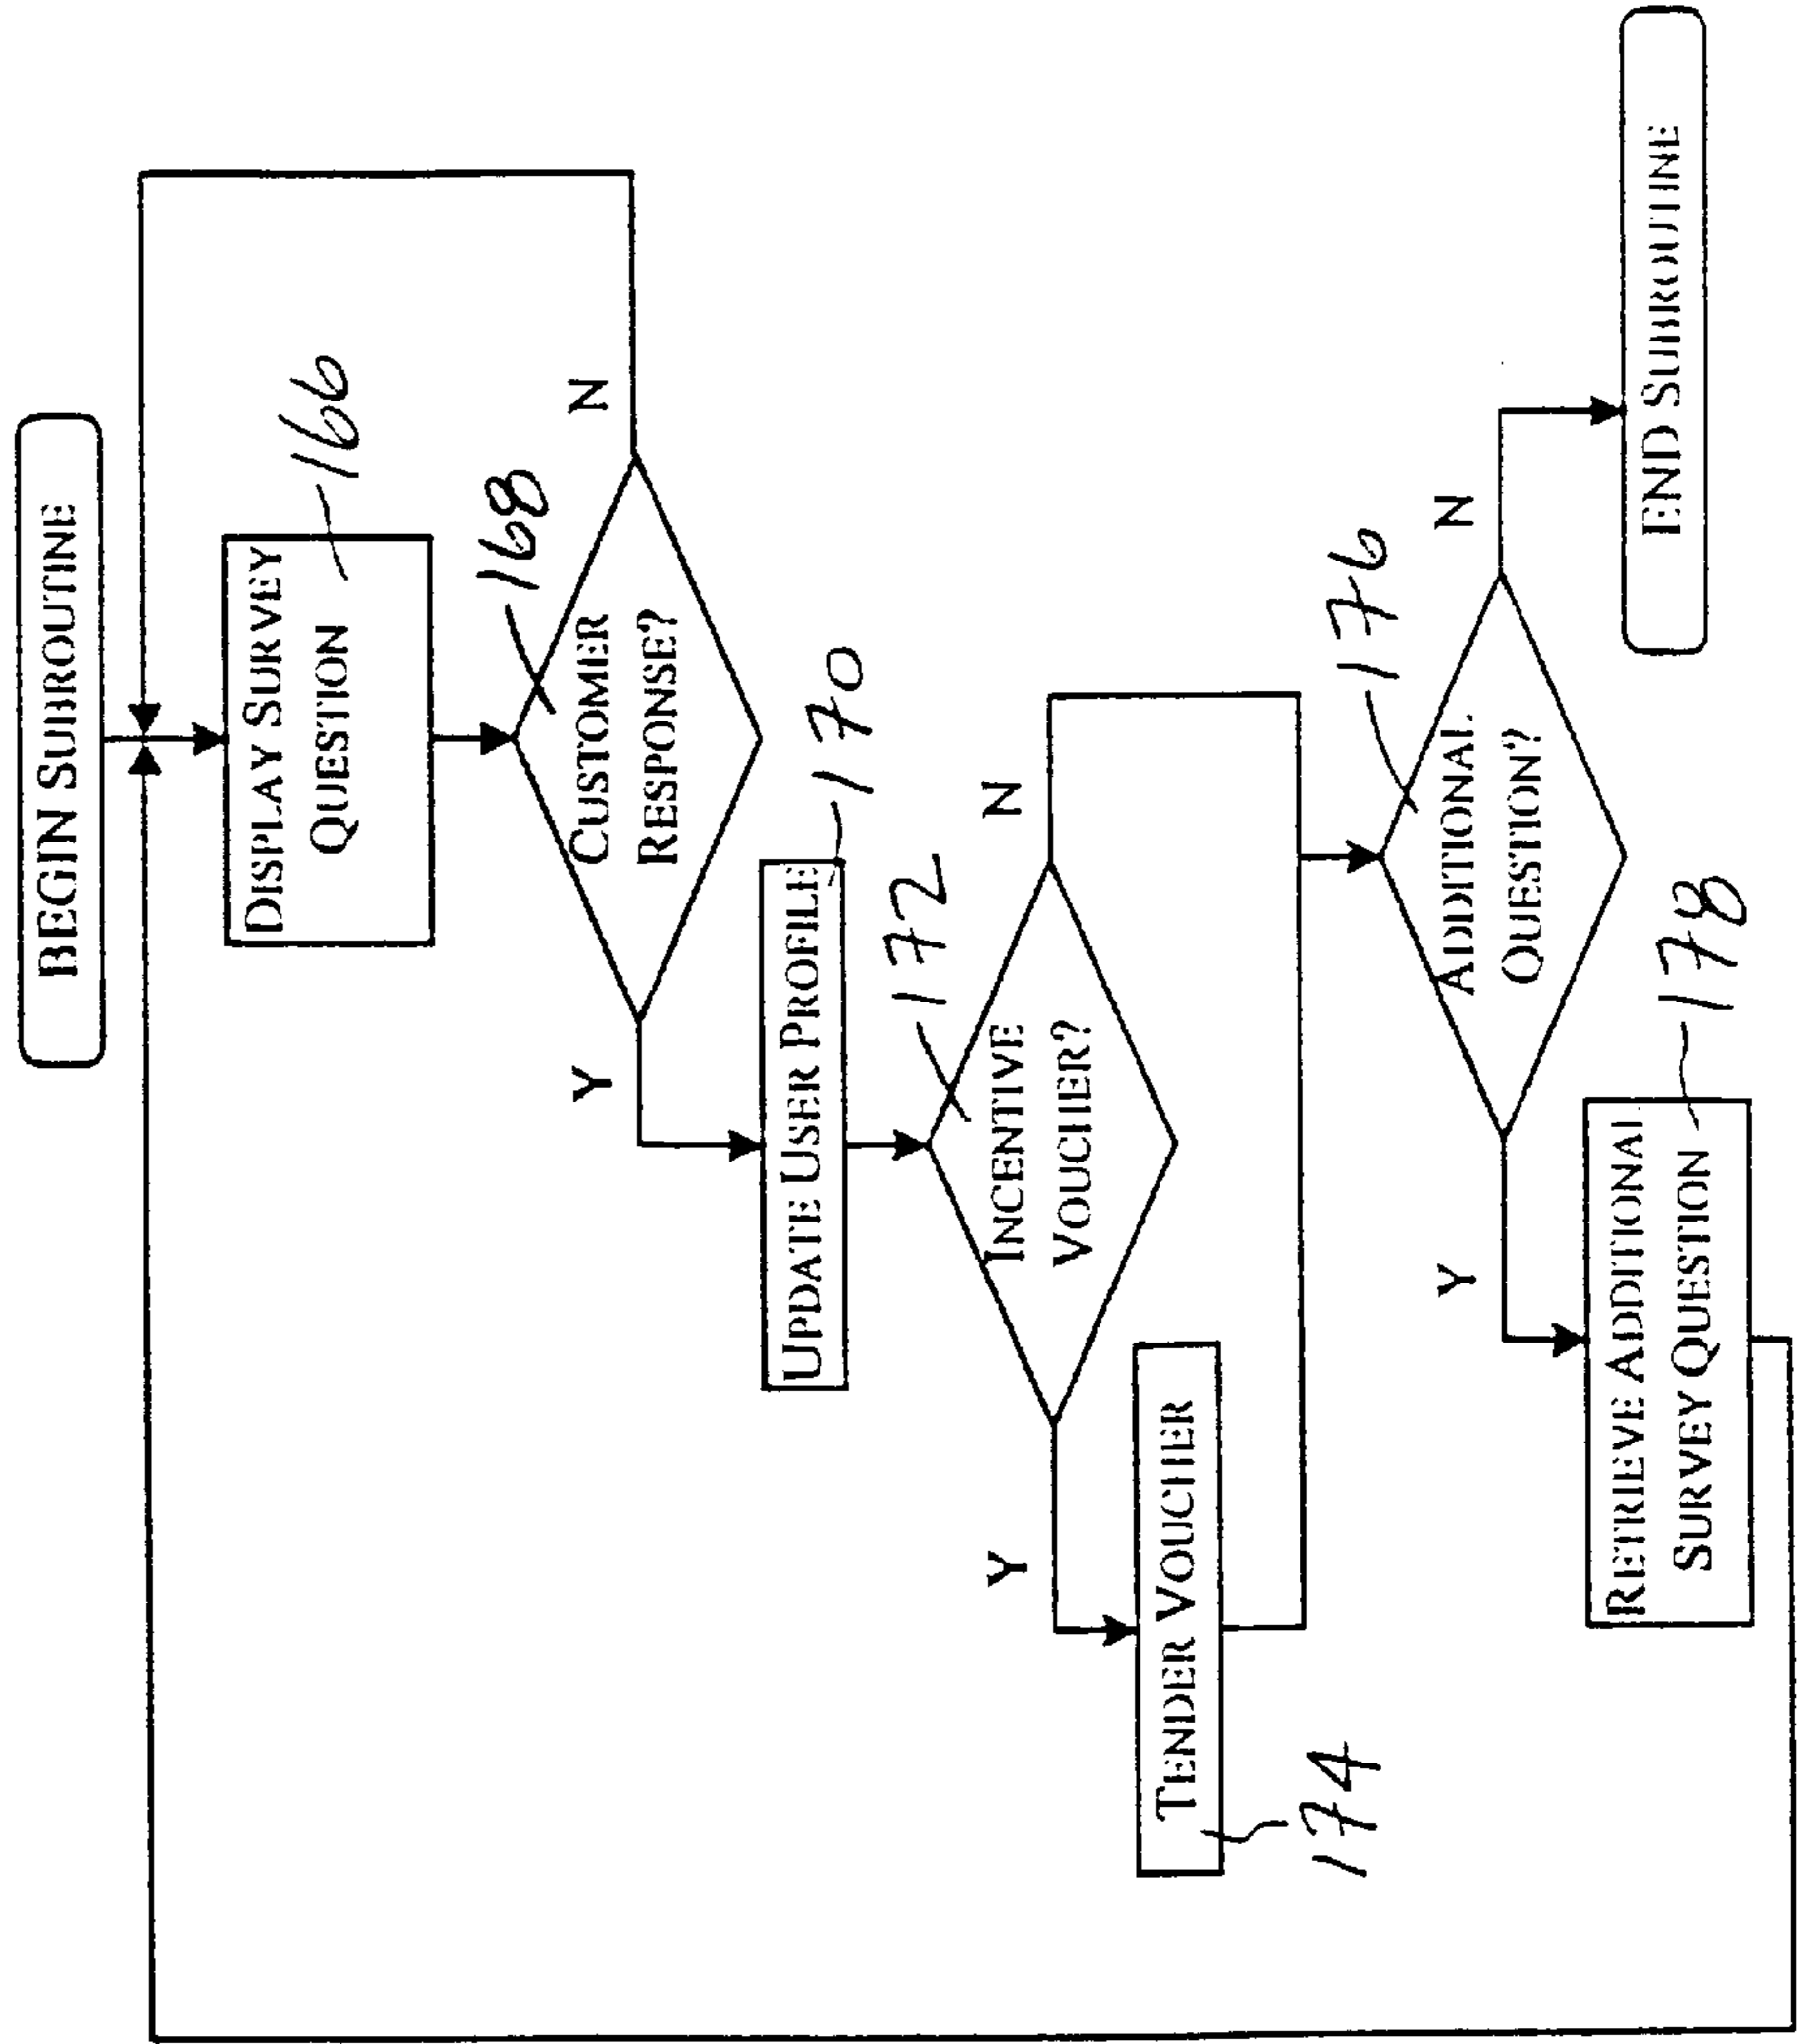 BEGIN SUBROUTINE
DISPLAY SURVEY
QUESTION
166
168
CUSTOMER
RESPONSE?
N
Y
UPDATE USER PROFILE
170
172
INCENTIVE
VOUCHER?
N
Y
TENDER VOUCHER
174
176
ADDITIONAL
QUESTION?
N
Y
RETRIEVE ADDITIONAL
SURVEY QUESTION
178
END SUBROUTINE